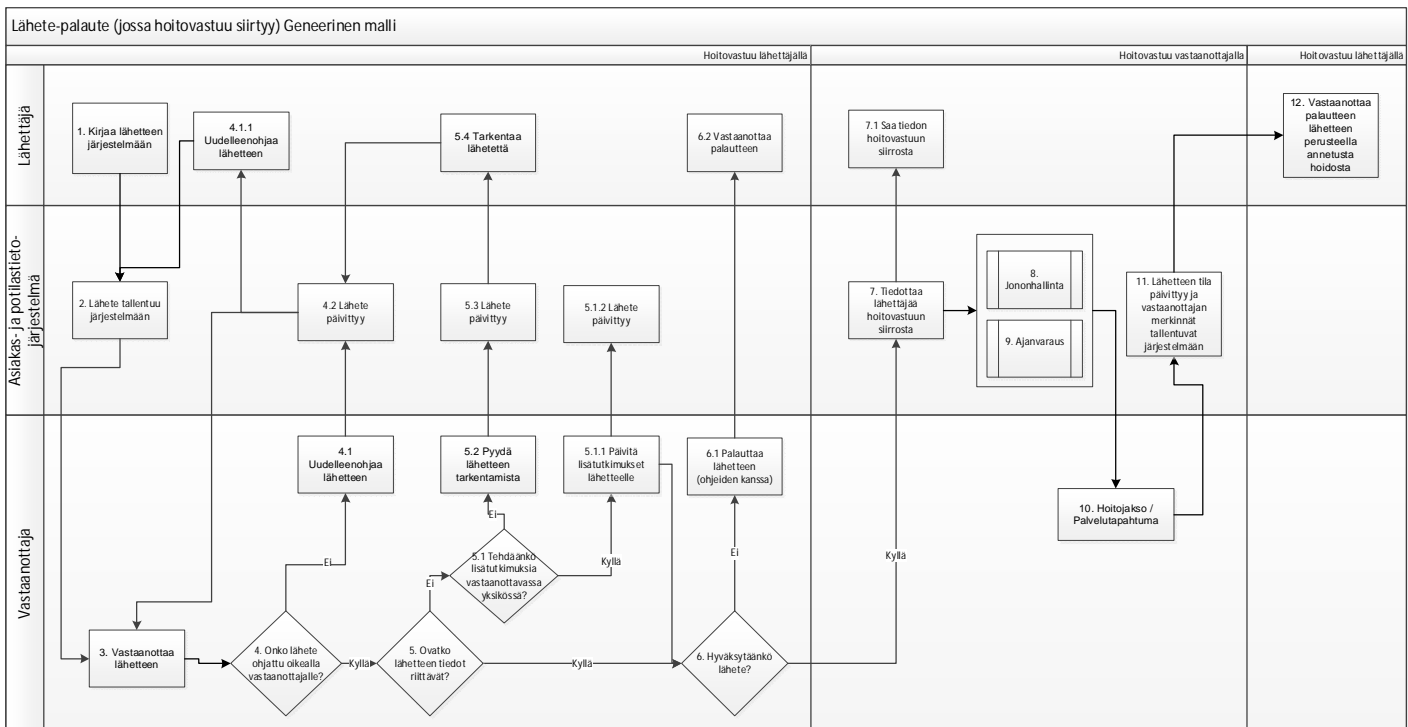 Lähete-palaute (jossa hoitovastuu siirtyy) Geneerinen malli
Hoitovastuu lähettäjällä
Hoitovastuu vastaanottajalla
Hoitovastuu lähettäjällä
Lähettäjä
1. Kirjaa lähetteen
järjestelmään
4.1.1
Uudelleenohjaa
lähetteen
5.4 Tarkentaa
lähetettä
6.2 Vastaanottaa
palautteen
7.1 Saa tiedon
hoitovastuun
siirrosta
12. Vastaanottaa
palautteen
lähetteen
perusteella
annetusta
hoidosta
Asiakas- ja potilastieto-
järjestelmä
2. Lähete tallentuu
järjestelmään
4.2 Lähete
päivittyy
5.3 Lähete
päivittyy
5.1.2 Lähete
päivittyy
7. Tiedottaa
lähettäjää
hoitovastuun
siirrosta
8.
Jononhallinta
9. Ajanvaraus
11. Lähetteen tila
päivittyy ja
vastaanottajan
merkinnät
tallentuvat
järjestelmään
Vastaanottaja
4.1
Uudelleenohjaa
lähetteen
5.2 Pyydä
lähetteen
tarkentamista
5.1.1 Päivitä
lisätutkimukset
lähetteelle
6.1 Palauttaa
lähetteen
(ohjeiden kanssa)
10. Hoitojakso /
Palvelutapahtuma
Ei
Ei
5.1 Tehdäänkö
lisätutkimuksia
vastaanottavassa
yksikössä?
Kyllä
Ei
Ei
Kyllä
3. Vastaanottaa
lähetteen
4. Onko lähete
ohjattu oikealla
vastaanottajalle?
Kyllä
5. Ovatko
lähetteen tiedot
riittävät?
Kyllä
6. Hyväksytäänkö
lähete?